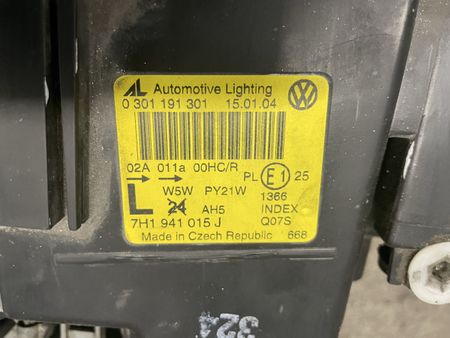 AL Automotive Lighting
0 301 191 301 15.01.04
02A 011a 00HC/R
PL E1 25
W5W PY21W 1366
L 24 AH5 INDEX
7H1 941 015 J Q07S
Made in Czech Republic 668
324